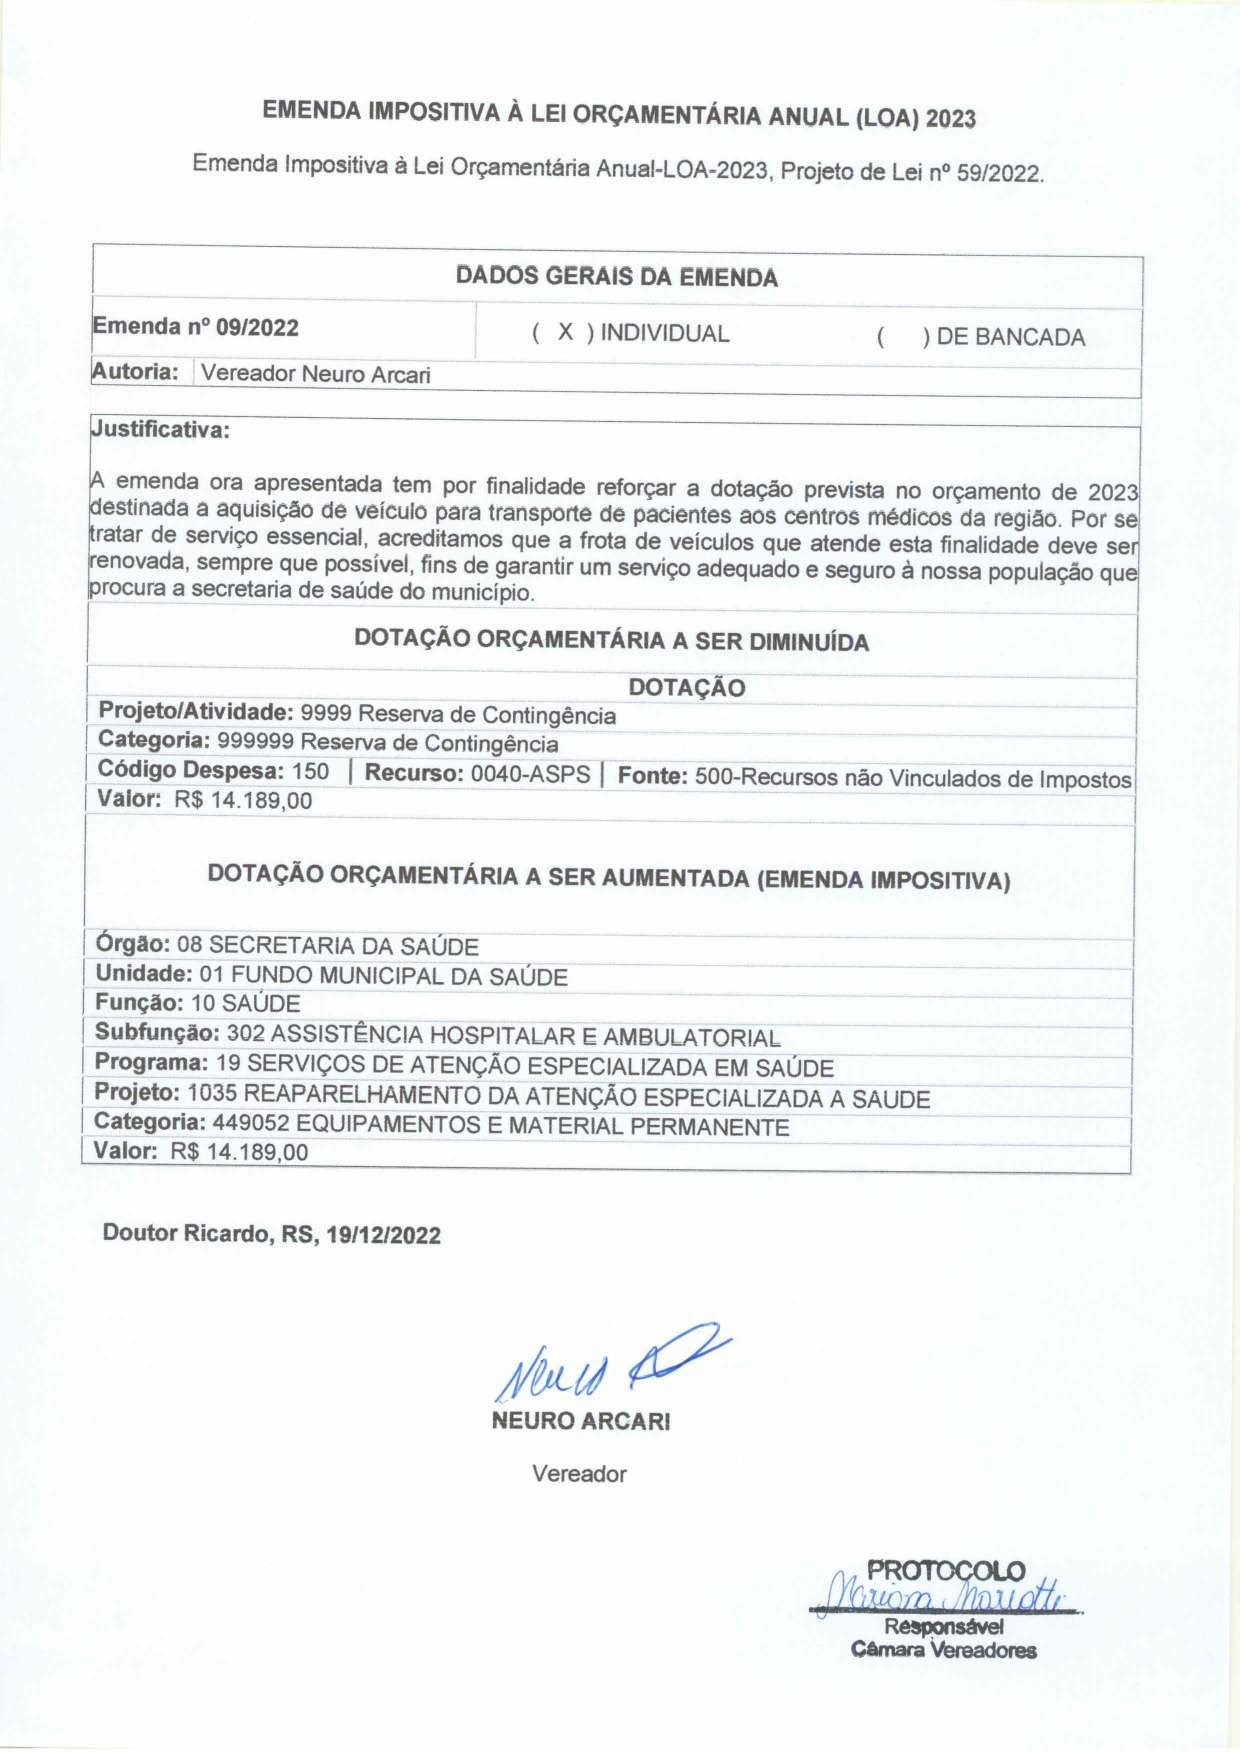 EMENDA IMPOSITIVA À LEI ORÇAMENTÁRIA ANUAL (LOA) 2023
Emenda Impositiva à Lei Orçamentária Anual-LOA-2023, Projeto de Lei nº 59/2022.
DADOS GERAIS DA EMENDA
Emenda nº 09/2022 ( X ) INDIVIDUAL ( ) DE BANCADA
Autoria: Vereador Neuro Arcari
Justificativa:
A emenda ora apresentada tem por finalidade reforçar a dotação prevista no orçamento de 2023
destinada a aquisição de veículo para transporte de pacientes aos centros médicos da região. Por se
tratar de serviço essencial, acreditamos que a frota de veículos que atende esta finalidade deve ser
renovada, sempre que possível, fins de garantir um serviço adequado e seguro à nossa população que
procura a secretaria de saúde do município.
DOTAÇÃO ORÇAMENTÁRIA A SER DIMINUÍDA
DOTAÇÃO
Projeto/Atividade: 9999 Reserva de Contingência
Categoria: 999999 Reserva de Contingência
Código Despesa: 150 | Recurso: 0040-ASPS | Fonte: 500-Recursos não Vinculados de Impostos
Valor: R$ 14.189,00
DOTAÇÃO ORÇAMENTÁRIA A SER AUMENTADA (EMENDA IMPOSITIVA)
Órgão: 08 SECRETARIA DA SAÚDE
Unidade: 01 FUNDO MUNICIPAL DA SAÚDE
Função: 10 SAÚDE
Subfunção: 302 ASSISTÊNCIA HOSPITALAR E AMBULATORIAL
Programa: 19 SERVIÇOS DE ATENÇÃO ESPECIALIZADA EM SAÚDE
Projeto: 1035 REAPARELHAMENTO DA ATENÇÃO ESPECIALIZADA A SAUDE
Categoria: 449052 EQUIPAMENTOS E MATERIAL PERMANENTE
Valor: R$ 14.189,00
Doutor Ricardo, RS, 19/12/2022
Neuro
NEURO ARCARI
Vereador
PROTOCOLO
Mariana Mariotti
Responsável
Câmara Vereadores